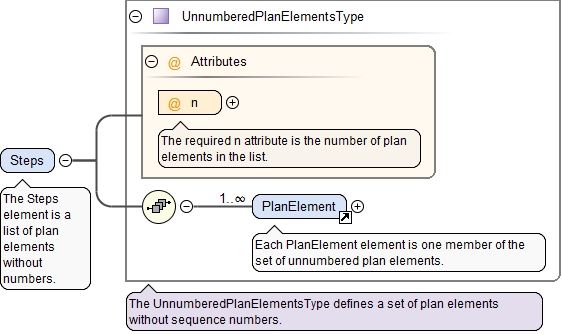 UnnumberedPlanElementsType
@ Attributes
@ n
The required n attribute is the number of plan
elements in the list.
Steps
The Steps
element is a
list of plan
elements
without
numbers.
1..∞
PlanElement
Each PlanElement element is one member of the
set of unnumbered plan elements.
The UnnumberedPlanElementsType defines a set of plan elements
without sequence numbers.